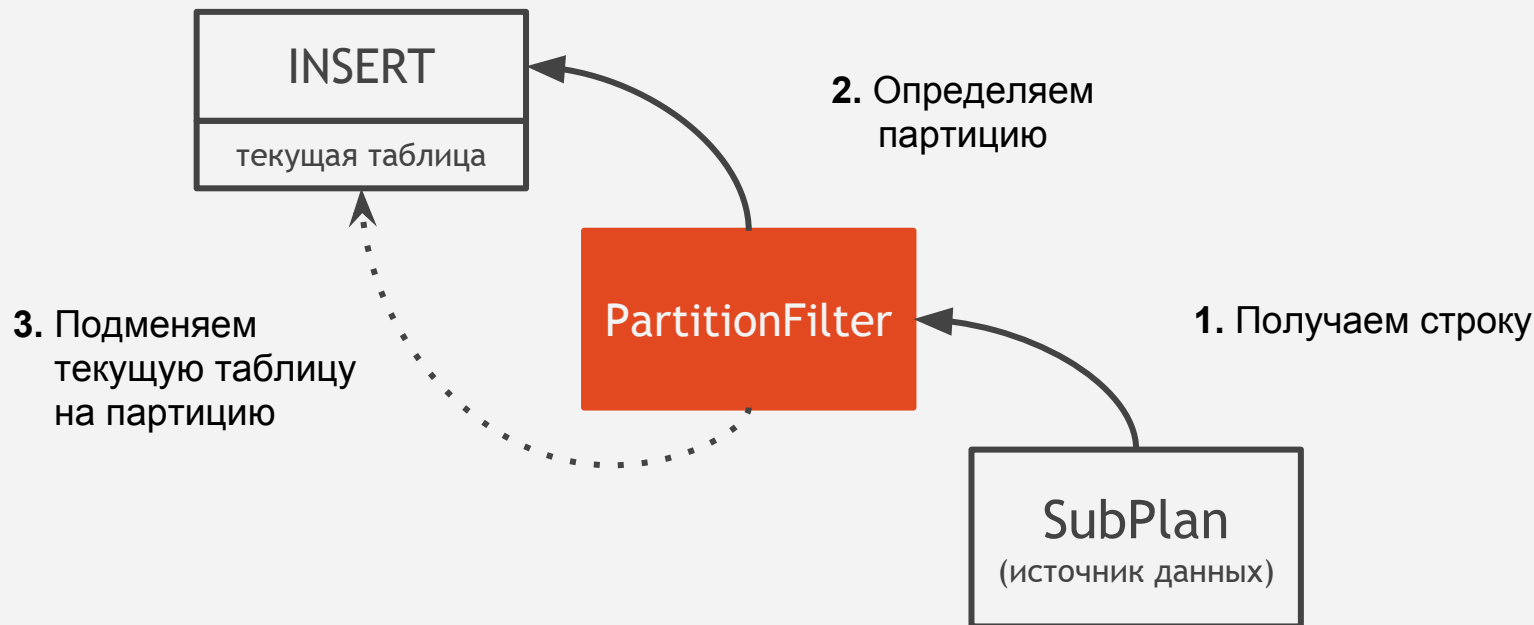 INSERT
текущая таблица
2. Определяем
партицию
PartitionFilter
1. Получаем строку
3. Подменяем
текущую таблицу
на партицию
SubPlan
(источник данных)